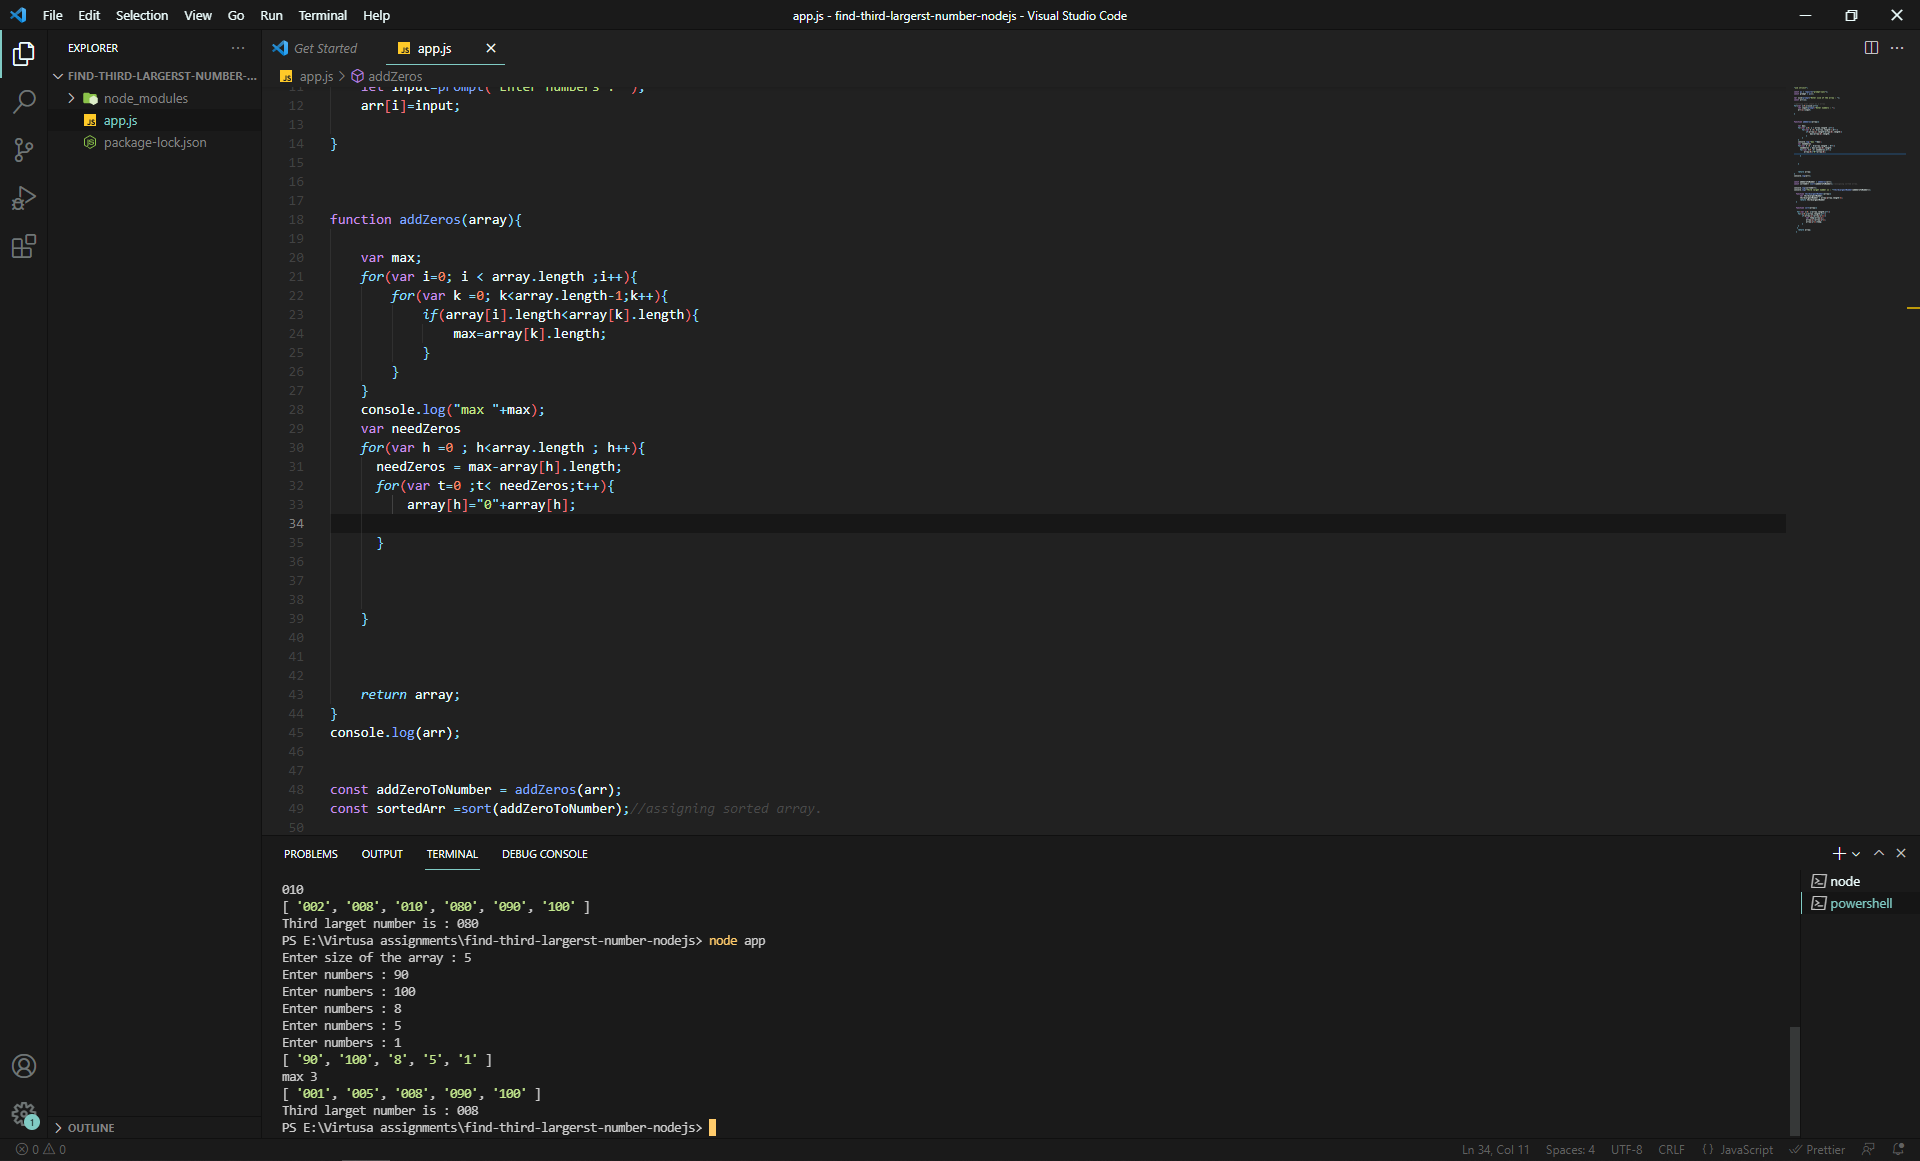 File Edit Selection View Go Run Terminal Help
app.js - find-third-largerst-number-nodejs - Visual Studio Code
EXPLORER
FIND-THIRD-LARGERST-NUMBER-...
node_modules
app.js
package-lock.json
OUTLINE
Get Started
app.js
app.js > addZeros
11 let input=prompt("Enter numbers : ");
12 arr[i]=input;
13
14 }
15
16
17
18 function addZeros(array){
19
20 var max;
21 for(var i=0; i < array.length ;i++){
22 for(var k =0; k<array.length-1;k++){
23 if(array[i].length<array[k].length){
24 max=array[k].length;
25 }
26 }
27 }
28 console.log("max "+max);
29 var needZeros
30 for(var h =0 ; h<array.length ; h++){
31 needZeros = max-array[h].length;
32 for(var t=0 ;t< needZeros;t++){
33 array[h]="0"+array[h];
34
35 }
36
37
38
39 }
40
41
42
43 return array;
44 }
45 console.log(arr);
46
47
48 const addZeroToNumber = addZeros(arr);
49 const sortedArr =sort(addZeroToNumber);//assigning sorted array.
50
PROBLEMS OUTPUT TERMINAL DEBUG CONSOLE
node
powershell
010
[ '002', '008', '010', '080', '090', '100' ]
Third larget number is : 080
PS E:\Virtusa assignments\find-third-largerst-number-nodejs> node app
Enter size of the array : 5
Enter numbers : 90
Enter numbers : 100
Enter numbers : 8
Enter numbers : 5
Enter numbers : 1
[ '90', '100', '8', '5', '1' ]
max 3
[ '001', '005', '008', '090', '100' ]
Third larget number is : 008
PS E:\Virtusa assignments\find-third-largerst-number-nodejs>
1
0 0
Ln 34, Col 11 Spaces: 4 UTF-8 CRLF {} JavaScript Prettier